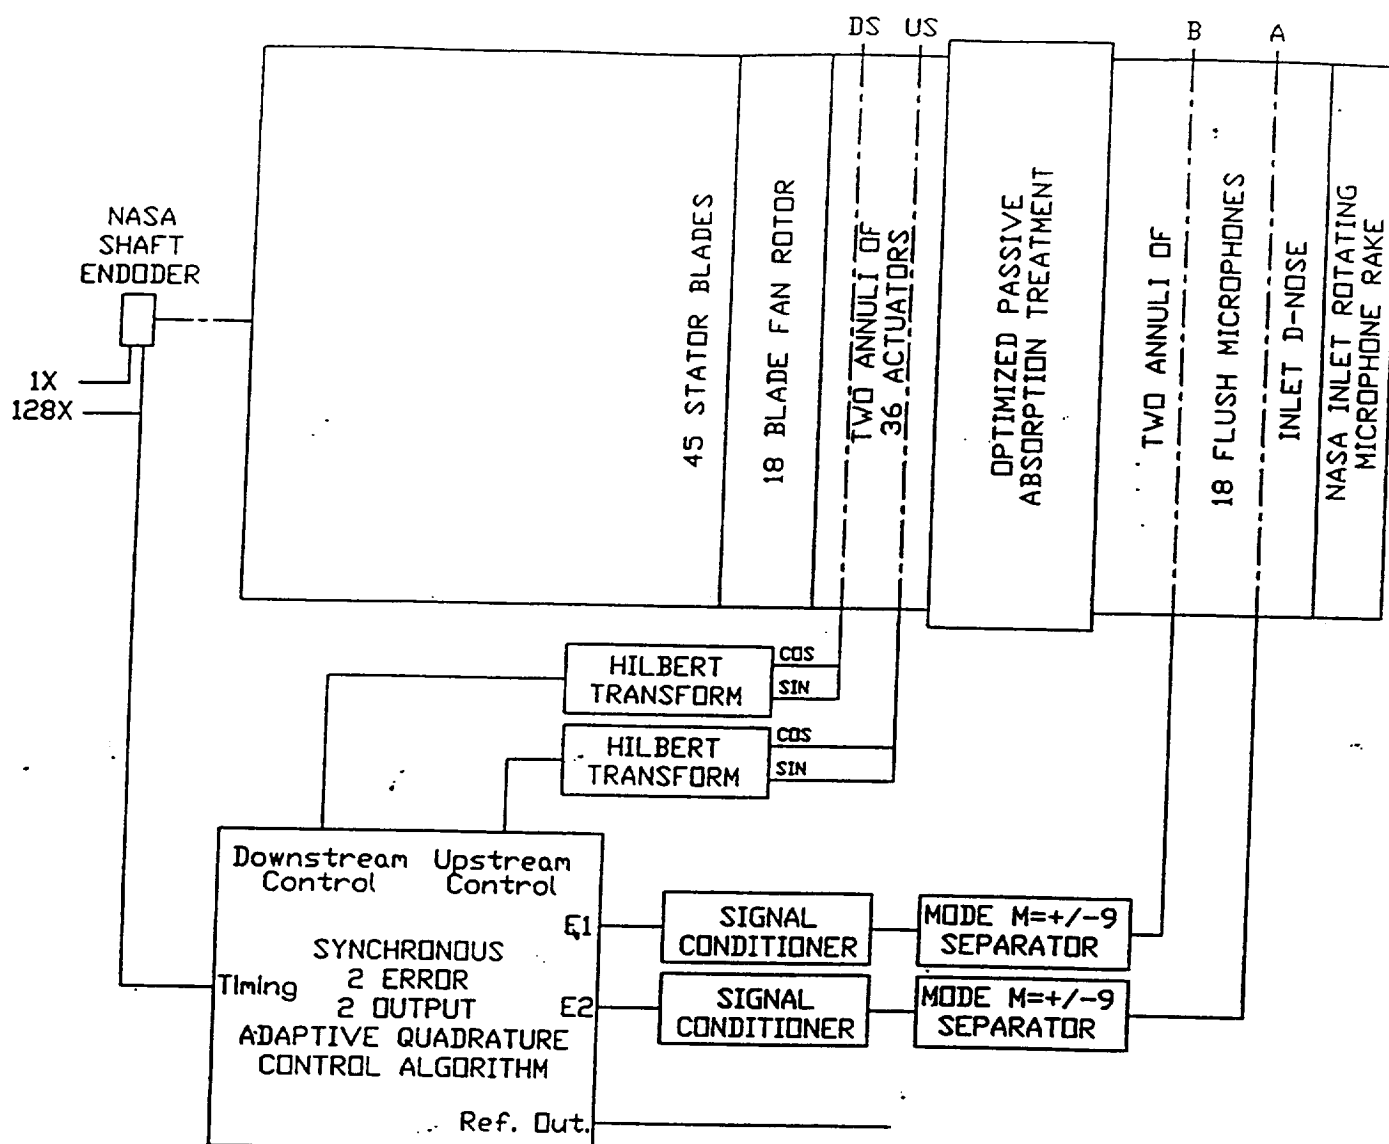 DS US
B
A
NASA
SHAFT
ENDODER
1X
128X
45 STATOR BLADES
18 BLADE FAN ROTOR
TWO ANNULI OF
36 ACTUATORS
OPTIMIZED PASSIVE
ABSORPTION TREATMENT
TWO ANNULI OF
18 FLUSH MICROPHONES
INLET D-NOSE
NASA INLET ROTATING
MICROPHONE RAKE
HILBERT
TRANSFORM
COS
SIN
HILBERT
TRANSFORM
COS
SIN
Downstream
Control
Upstream
Control
E1
SYNCHRONOUS
2 ERROR
2 OUTPUT
ADAPTIVE QUADRATURE
CONTROL ALGORITHM
Timing
E2
Ref. Out.
SIGNAL
CONDITIONER
MODE M=+/-9
SEPARATOR
SIGNAL
CONDITIONER
MODE M=+/-9
SEPARATOR